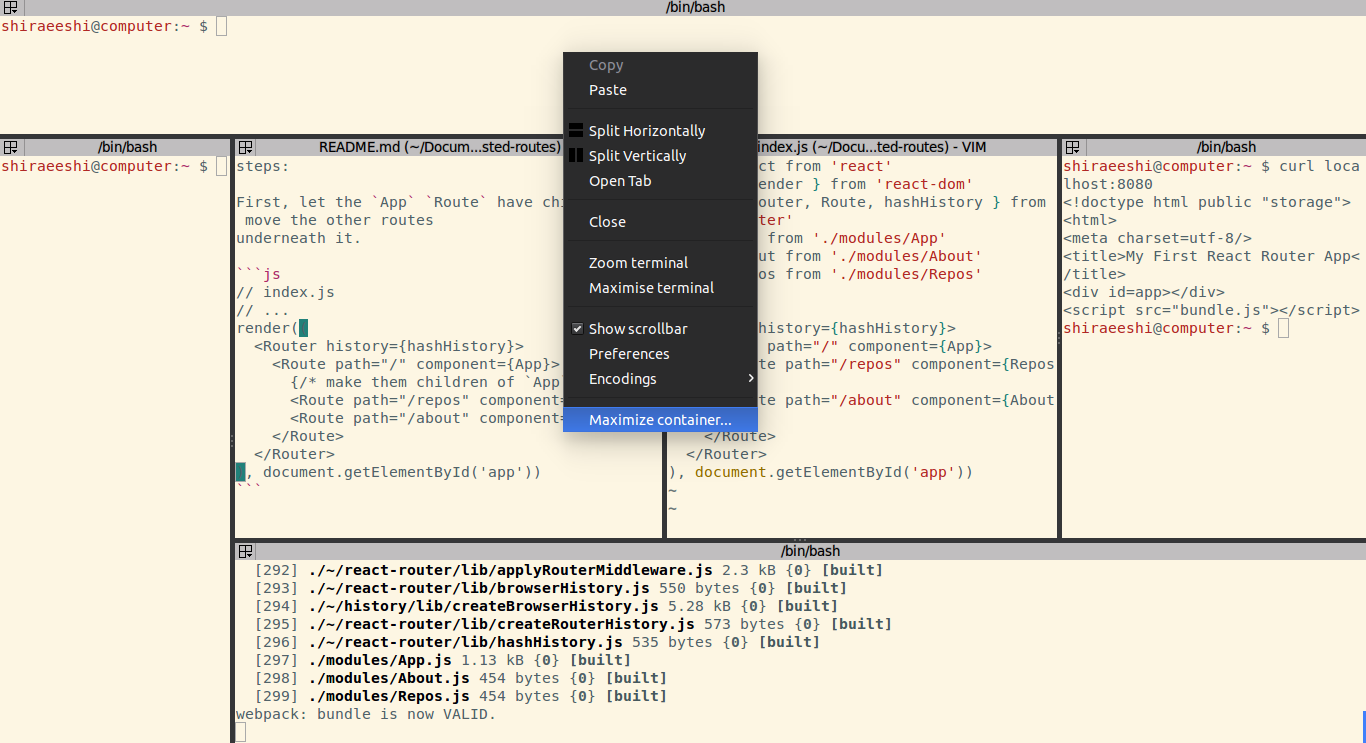 /bin/bash
shiraeeshi@computer:~ $
Copy
Paste
Split Horizontally
Split Vertically
Open Tab
Close
Zoom terminal
Maximise terminal
Show scrollbar
Preferences
Encodings
Maximize container...
/bin/bash
shiraeeshi@computer:~ $
README.md (~/Docum...sted-routes)
steps:
First, let the `App` `Route` have chi
move the other routes
underneath it.
```js
// index.js
// ...
render(
<Router history={hashHistory}>
<Route path="/" component={App}>
{/* make them children of `App
<Route path="/repos" component=
<Route path="/about" component=
</Route>
</Router>
), document.getElementById('app'))
```
index.js (~/Docu...ted-routes) - VIM
ct from 'react'
ender } from 'react-dom'
outer, Route, hashHistory } from
ter'
from './modules/App'
ut from './modules/About'
os from './modules/Repos'
history={hashHistory}>
path="/" component={App}>
te path="/repos" component={Repos
te path="/about" component={About
</Route>
</Router>
), document.getElementById('app'))
~
~
/bin/bash
shiraeeshi@computer:~ $ curl loca
lhost:8080
<!doctype html public "storage">
<html>
<meta charset=utf-8/>
<title>My First React Router App<
/title>
<div id=app></div>
<script src="bundle.js"></script>
shiraeeshi@computer:~ $
/bin/bash
[292] ./~/react-router/lib/applyRouterMiddleware.js 2.3 kB {0} [built]
[293] ./~/react-router/lib/browserHistory.js 550 bytes {0} [built]
[294] ./~/history/lib/createBrowserHistory.js 5.28 kB {0} [built]
[295] ./~/react-router/lib/createRouterHistory.js 573 bytes {0} [built]
[296] ./~/react-router/lib/hashHistory.js 535 bytes {0} [built]
[297] ./modules/App.js 1.13 kB {0} [built]
[298] ./modules/About.js 454 bytes {0} [built]
[299] ./modules/Repos.js 454 bytes {0} [built]
webpack: bundle is now VALID.